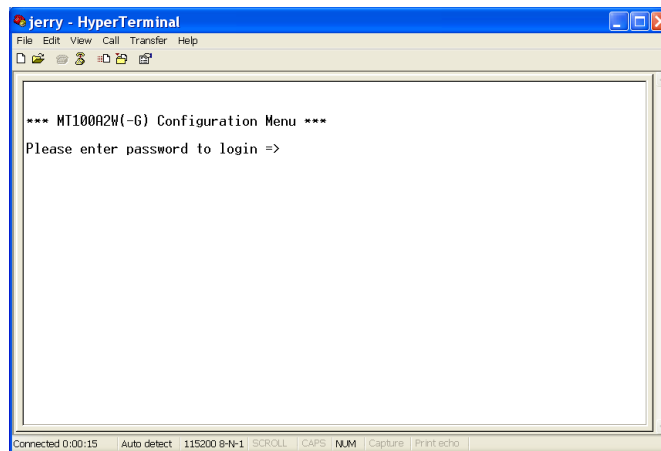 jerry - HyperTerminal
File Edit View Call Transfer Help
*** MT100A2W(-G) Configuration Menu ***
Please enter password to login =>
Connected 0:00:15 Auto detect 115200 8-N-1 SCROLL CAPS NUM Capture Print echo